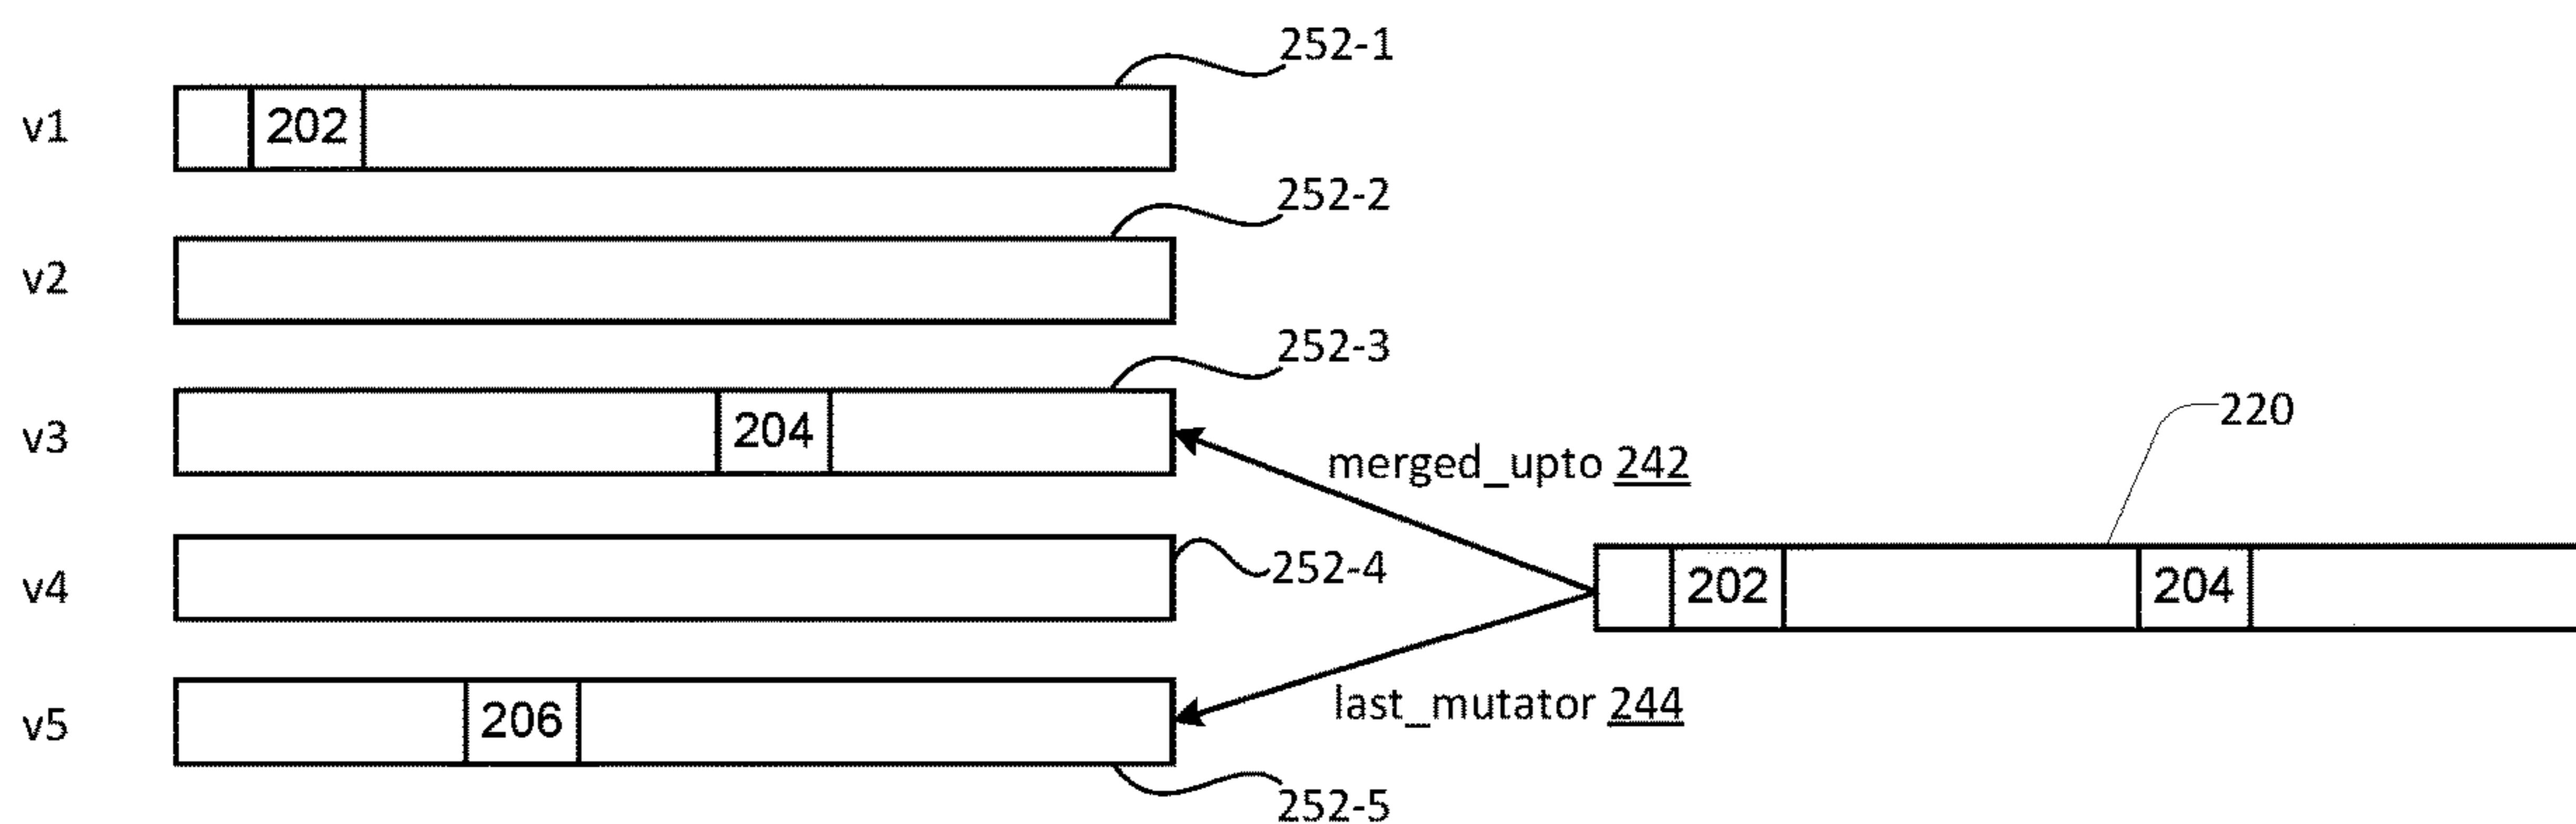 252-1
v1 202
252-2
v2
252-3
v3 204
220
merged_upto 242
v4 252-4 202 204
last_mutator 244
v5 206
252-5